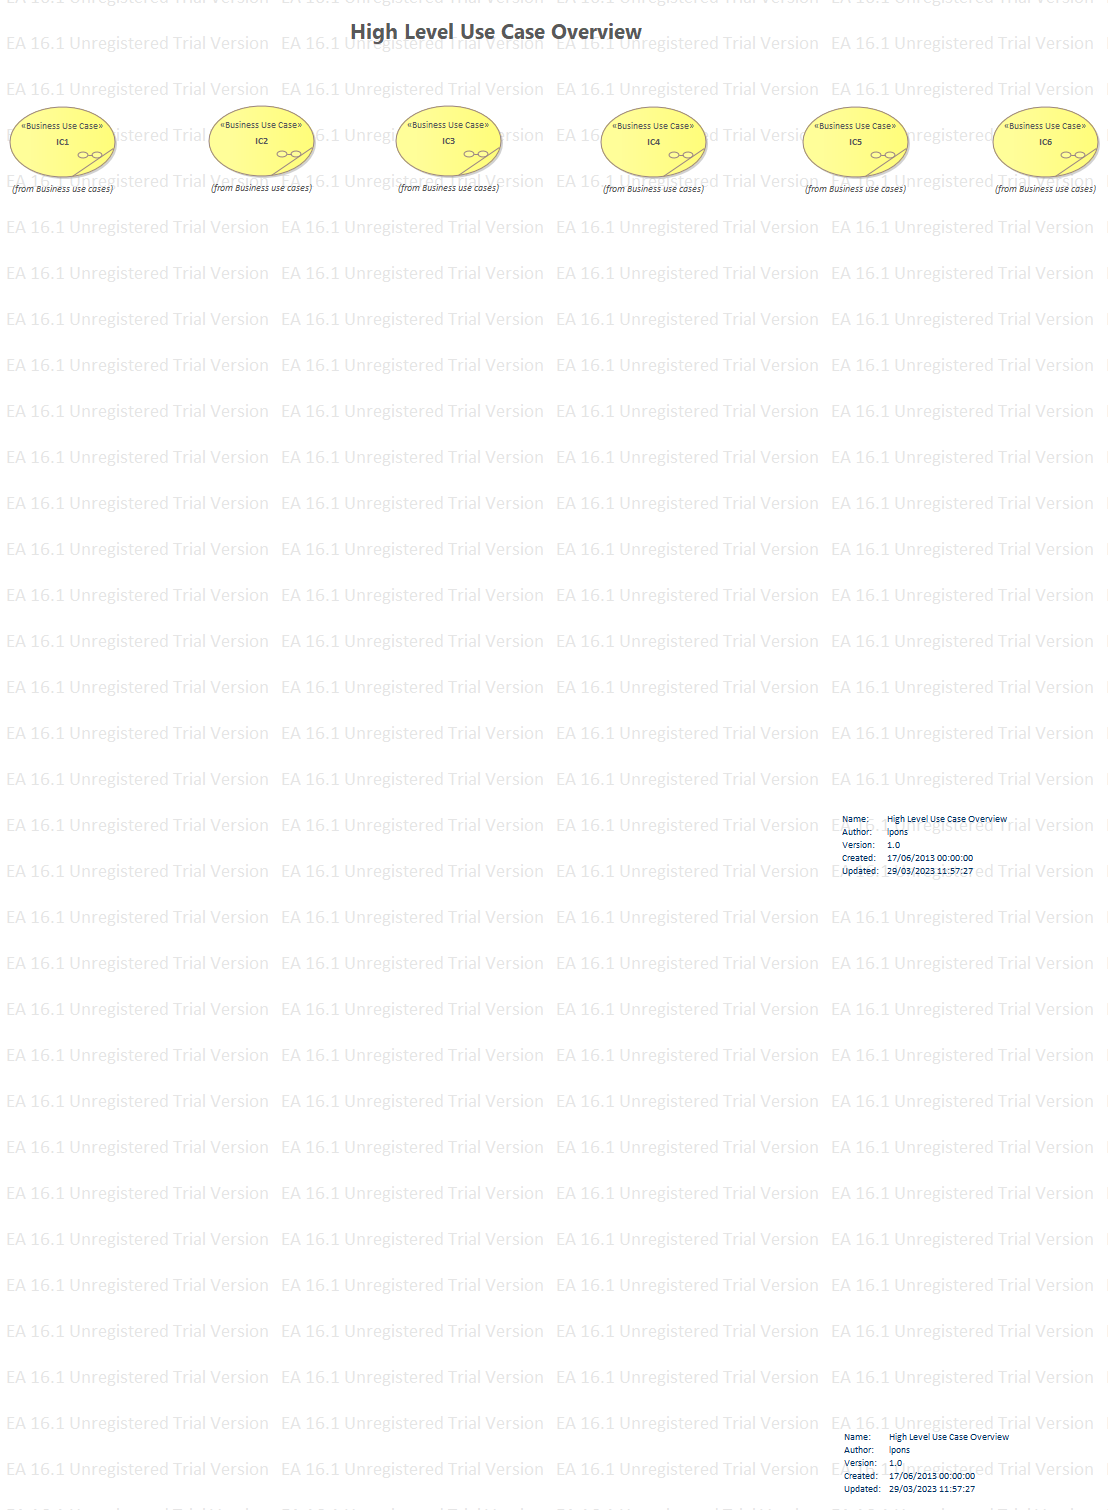 High Level Use Case Overview
EA 16.1 Unregistered Trial Version EA 16.1 Unregistered Trial Version EA 16.1 Unregistered Trial Version EA 16.1 Unregistered Trial Version
«Business Use Case» «Business Use Case» «Business Use Case» «Business Use Case» «Business Use Case» «Business Use Case»
IC1 IC2 IC3 IC4 IC5 IC6
(from Business use cases) (from Business use cases) (from Business use cases) (from Business use cases) (from Business use cases) (from Business use cases)
Name: High Level Use Case Overview
Author: lpons
Version: 1.0
Created: 17/06/2013 00:00:00
Updated: 29/03/2023 11:57:27
Name: High Level Use Case Overview
Author: lpons
Version: 1.0
Created: 17/06/2013 00:00:00
Updated: 29/03/2023 11:57:27